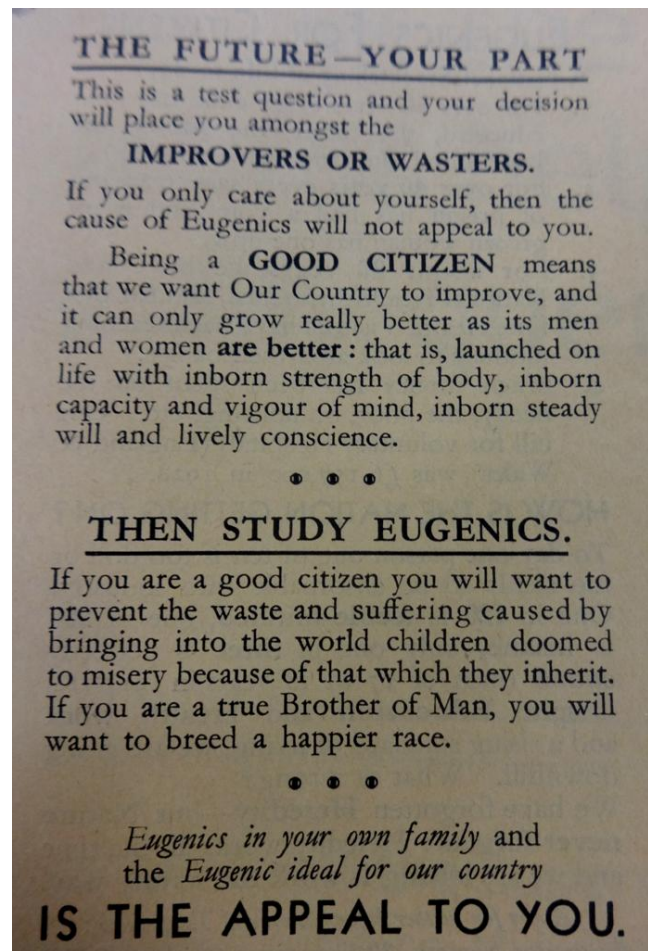 THE FUTURE—YOUR PART
This is a test question and your decision
will place you amongst the
IMPROVERS OR WASTERS.
If you only care about yourself, then the
cause of Eugenics will not appeal to you.
Being a GOOD CITIZEN means
that we want Our Country to improve, and
it can only grow really better as its men
and women are better : that is, launched on
life with inborn strength of body, inborn
capacity and vigour of mind, inborn steady
will and lively conscience.
THEN STUDY EUGENICS.
If you are a good citizen you will want to
prevent the waste and suffering caused by
bringing into the world children doomed
to misery because of that which they inherit.
If you are a true Brother of Man, you will
want to breed a happier race.
Eugenics in your own family and
the Eugenic ideal for our country
IS THE APPEAL TO YOU.